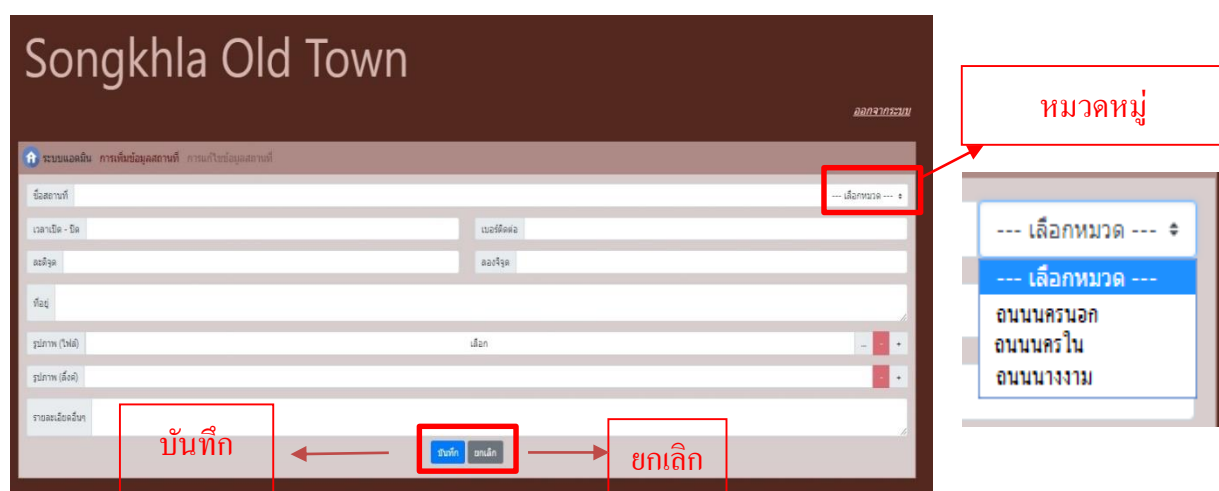 Songkhla Old Town
ออกจากระบบ
หมวดหมู่
ระบบแอดมิน การเพิ่มข้อมูลสถานที่ การแก้ไขข้อมูลสถานที่
ชื่อสถานที่ --- เลือกหมวด ---
เวลาเปิด - ปิด เบอร์ติดต่อ
ละติจูด ลองจิจูด
ที่อยู่
รูปภาพ (ไฟล์) เลือก ... - +
รูปภาพ (ลิ้งค์) - +
รายละเอียดอื่นๆ
บันทึก ยกเลิก
บันทึก
ยกเลิก
--- เลือกหมวด ---
--- เลือกหมวด ---
ถนนนครนอก
ถนนนครใน
ถนนนางงาม